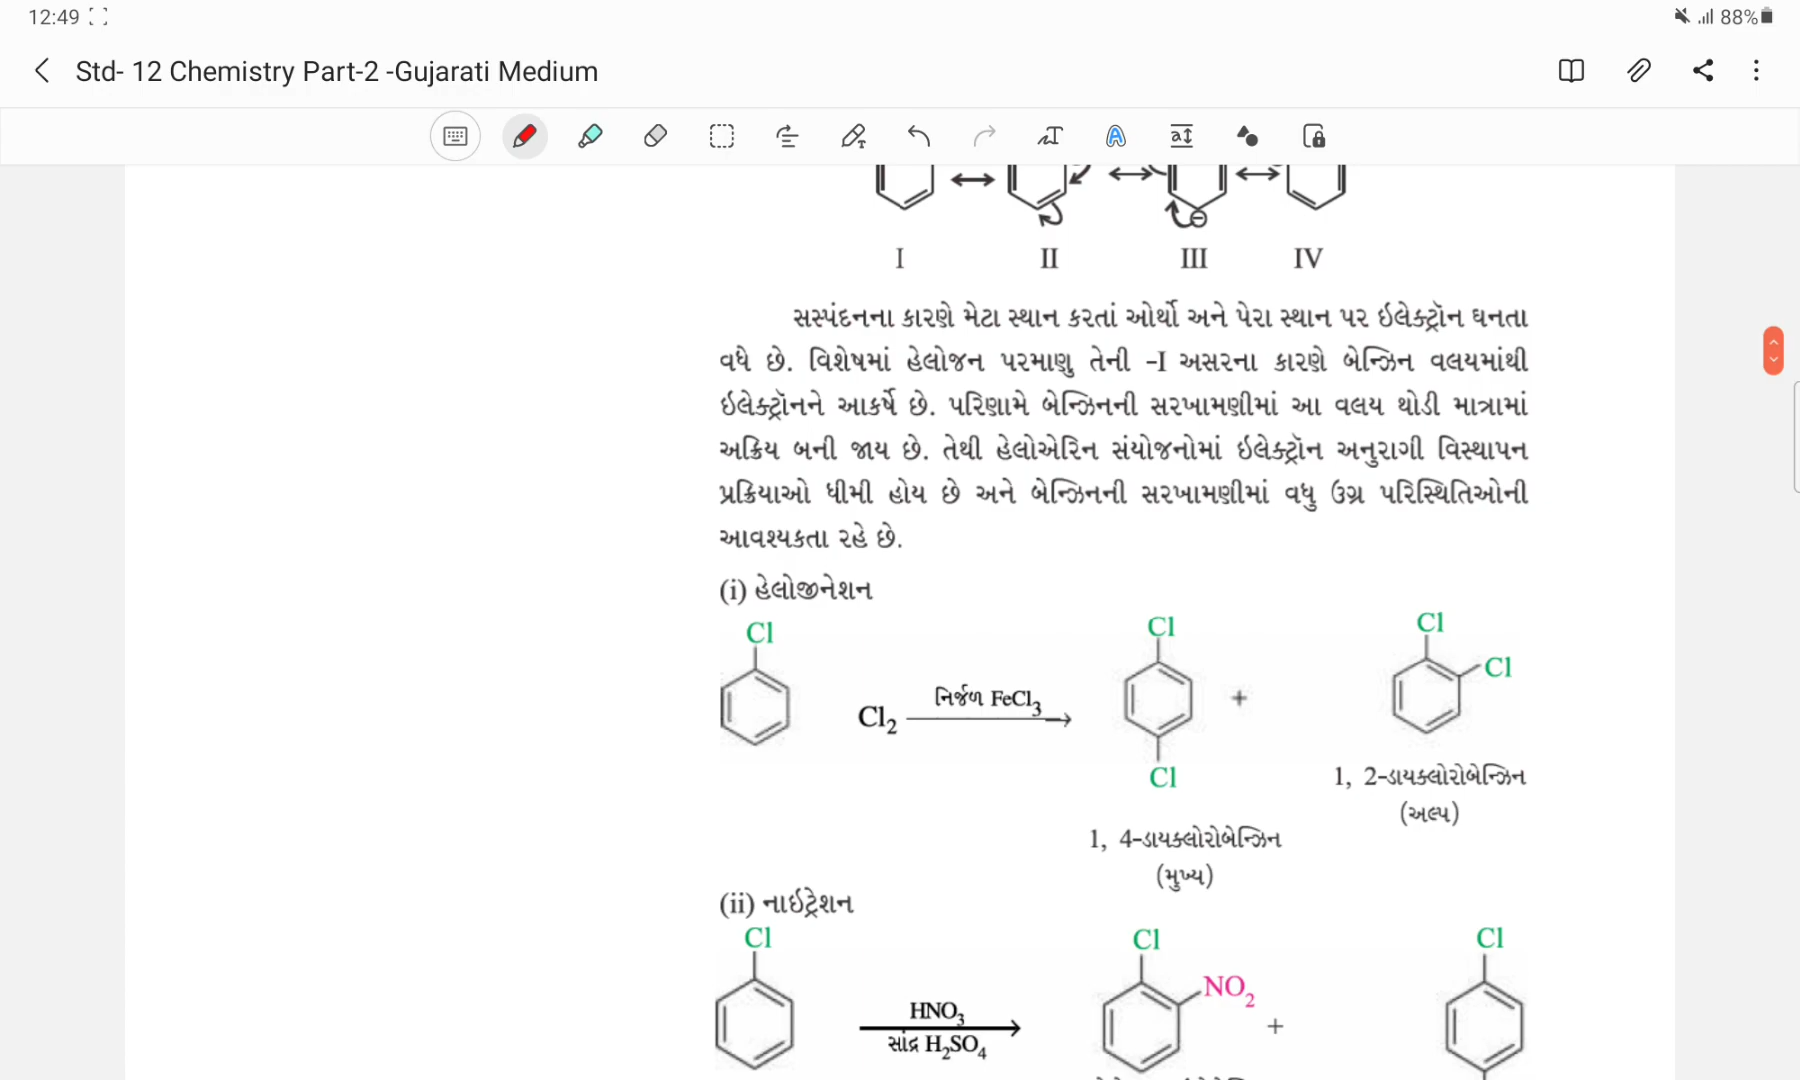 12:49
88%
Std- 12 Chemistry Part-2 -Gujarati Medium
I II III IV
સસ્પંદનના કારણે મેટા સ્થાન કરતાં ઓર્થો અને પેરા સ્થાન પર ઇલેક્ટ્રૉન ઘનતા
વધે છે. વિશેષમાં હેલોજન પરમાણુ તેની –I અસરના કારણે બેન્ઝિન વલયમાંથી
ઇલેક્ટ્રૉનને આકર્ષે છે. પરિણામે બેન્ઝિનની સરખામણીમાં આ વલય થોડી માત્રામાં
અક્રિય બની જાય છે. તેથી હેલોએરિન સંયોજનોમાં ઇલેક્ટ્રૉન અનુરાગી વિસ્થાપન
પ્રક્રિયાઓ ધીમી હોય છે અને બેન્ઝિનની સરખામણીમાં વધુ ઉગ્ર પરિસ્થિતિઓની
આવશ્યકતા રહે છે.
(i) હેલોજીનેશન
Cl Cl Cl
Cl
Cl₂ નિર્જળ FeCl₃ +
Cl
1, 2–ડાયક્લોરોબેન્ઝિન
(અલ્પ)
1, 4–ડાયક્લોરોબેન્ઝિન
(મુખ્ય)
(ii) નાઇટ્રેશન
Cl Cl Cl
NO₂
HNO₃
+
સાંદ્ર H₂SO₄